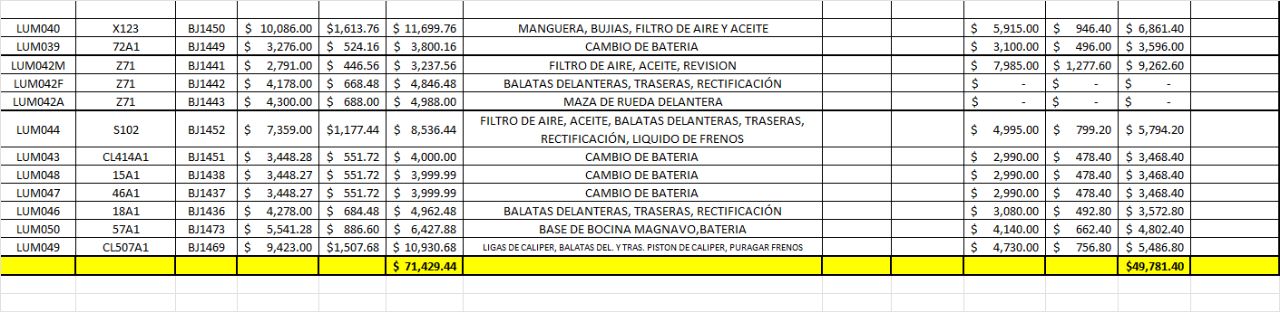 LUM040 X123 BJ1450 $ 10,086.00 $1,613.76 $ 11,699.76 MANGUERA, BUJIAS, FILTRO DE AIRE Y ACEITE $ 5,915.00 $ 946.40 $ 6,861.40
LUM039 72A1 BJ1449 $ 3,276.00 $ 524.16 $ 3,800.16 CAMBIO DE BATERIA $ 3,100.00 $ 496.00 $ 3,596.00
LUM042M Z71 BJ1441 $ 2,791.00 $ 446.56 $ 3,237.56 FILTRO DE AIRE, ACEITE, REVISION $ 7,985.00 $ 1,277.60 $ 9,262.60
LUM042F Z71 BJ1442 $ 4,178.00 $ 668.48 $ 4,846.48 BALATAS DELANTERAS, TRASERAS, RECTIFICACIÓN $ - $ - $ -
LUM042A Z71 BJ1443 $ 4,300.00 $ 688.00 $ 4,988.00 MAZA DE RUEDA DELANTERA $ - $ - $ -
LUM044 S102 BJ1452 $ 7,359.00 $1,177.44 $ 8,536.44 FILTRO DE AIRE, ACEITE, BALATAS DELANTERAS, TRASERAS,
RECTIFICACIÓN, LIQUIDO DE FRENOS $ 4,995.00 $ 799.20 $ 5,794.20
LUM043 CL414A1 BJ1451 $ 3,448.28 $ 551.72 $ 4,000.00 CAMBIO DE BATERIA $ 2,990.00 $ 478.40 $ 3,468.40
LUM048 15A1 BJ1438 $ 3,448.27 $ 551.72 $ 3,999.99 CAMBIO DE BATERIA $ 2,990.00 $ 478.40 $ 3,468.40
LUM047 46A1 BJ1437 $ 3,448.27 $ 551.72 $ 3,999.99 CAMBIO DE BATERIA $ 2,990.00 $ 478.40 $ 3,468.40
LUM046 18A1 BJ1436 $ 4,278.00 $ 684.48 $ 4,962.48 BALATAS DELANTERAS, TRASERAS, RECTIFICACIÓN $ 3,080.00 $ 492.80 $ 3,572.80
LUM050 57A1 BJ1473 $ 5,541.28 $ 886.60 $ 6,427.88 BASE DE BOCINA MAGNAVO,BATERIA $ 4,140.00 $ 662.40 $ 4,802.40
LUM049 CL507A1 BJ1469 $ 9,423.00 $1,507.68 $ 10,930.68 LIGAS DE CALIPER, BALATAS DEL. Y TRAS. PISTON DE CALIPER, PURAGAR FRENOS $ 4,730.00 $ 756.80 $ 5,486.80
$ 71,429.44 $49,781.40